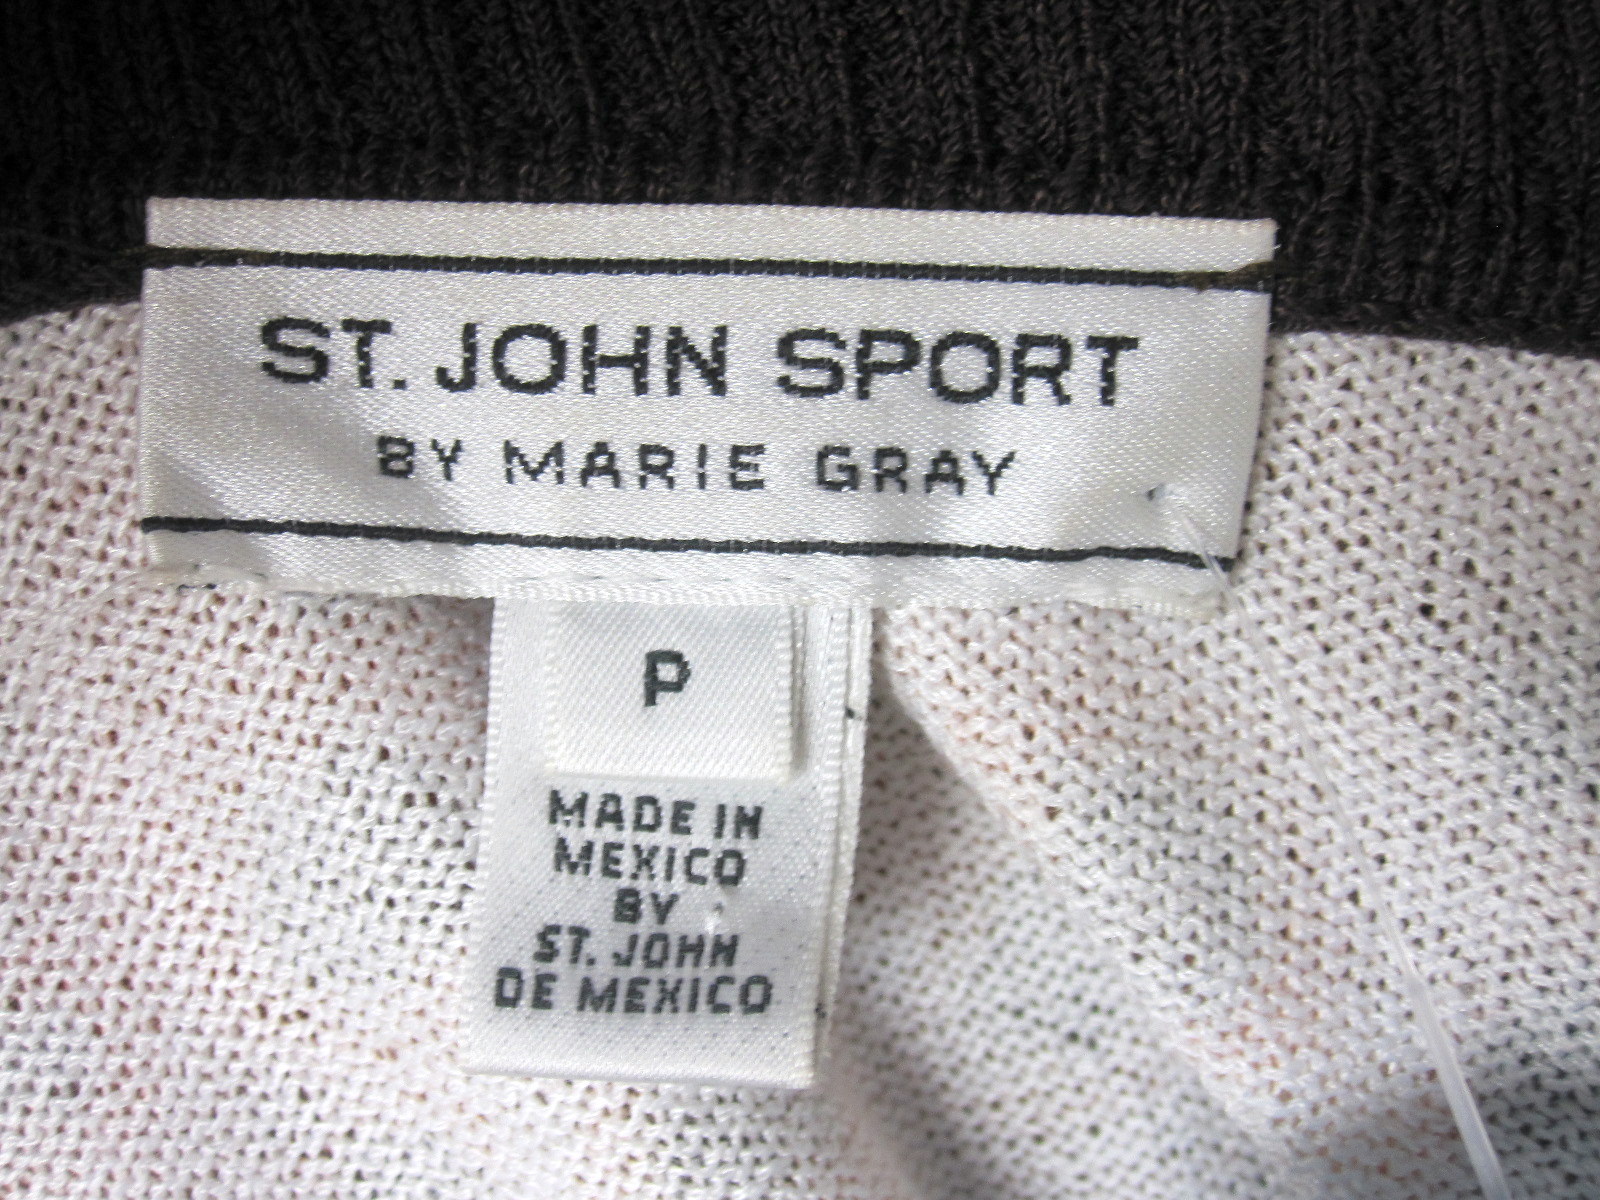 ST. JOHN SPORT
BY MARIE GRAY
P
MADE IN
MEXICO
BY
ST. JOHN
DE MEXICO